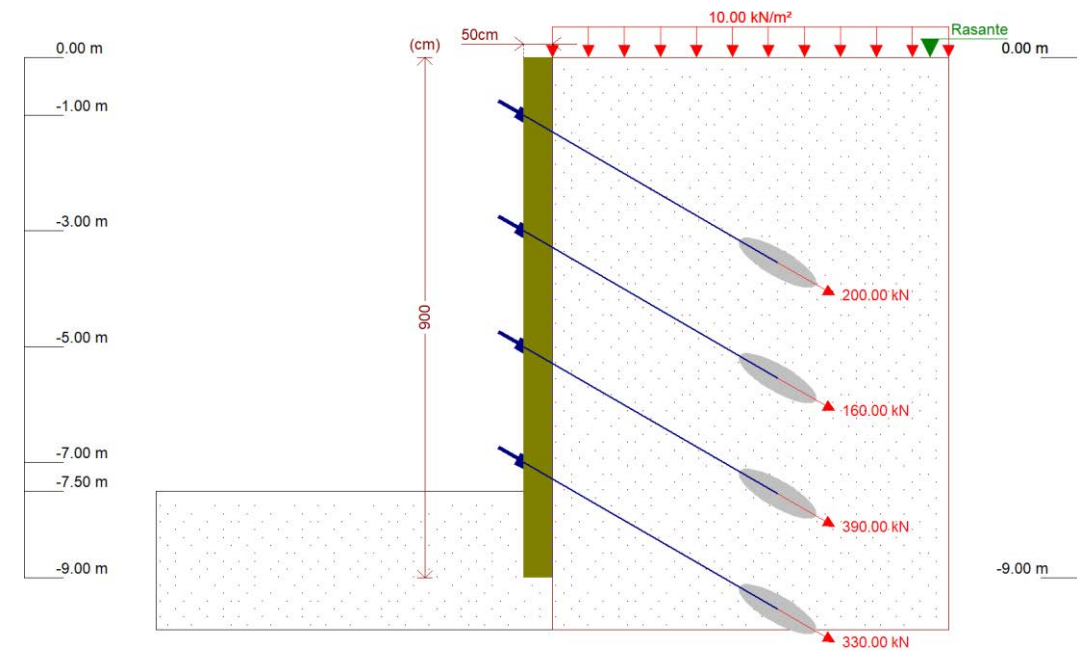 10.00 kN/m²
Rasante
50cm
(cm)
0.00 m
0.00 m
-1.00 m
-3.00 m
200.00 kN
900
-5.00 m
160.00 kN
-7.00 m
-7.50 m
390.00 kN
-9.00 m
-9.00 m
330.00 kN